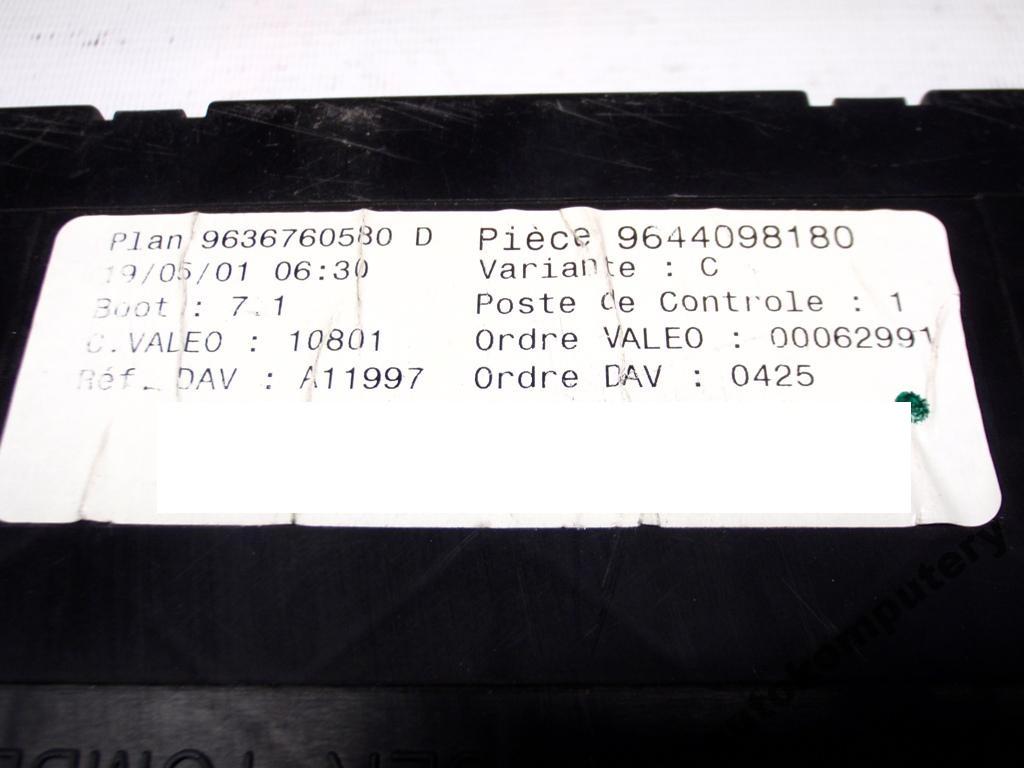 Plan 9636760580 D Pièce 9644098180
19/05/01 06:30 Variante : C
Boot : 7.1 Poste de Controle : 1
C.VALEO : 10801 Ordre VALEO : 00062991
Réf. DAV : A11997 Ordre DAV : 0425
autokomputery